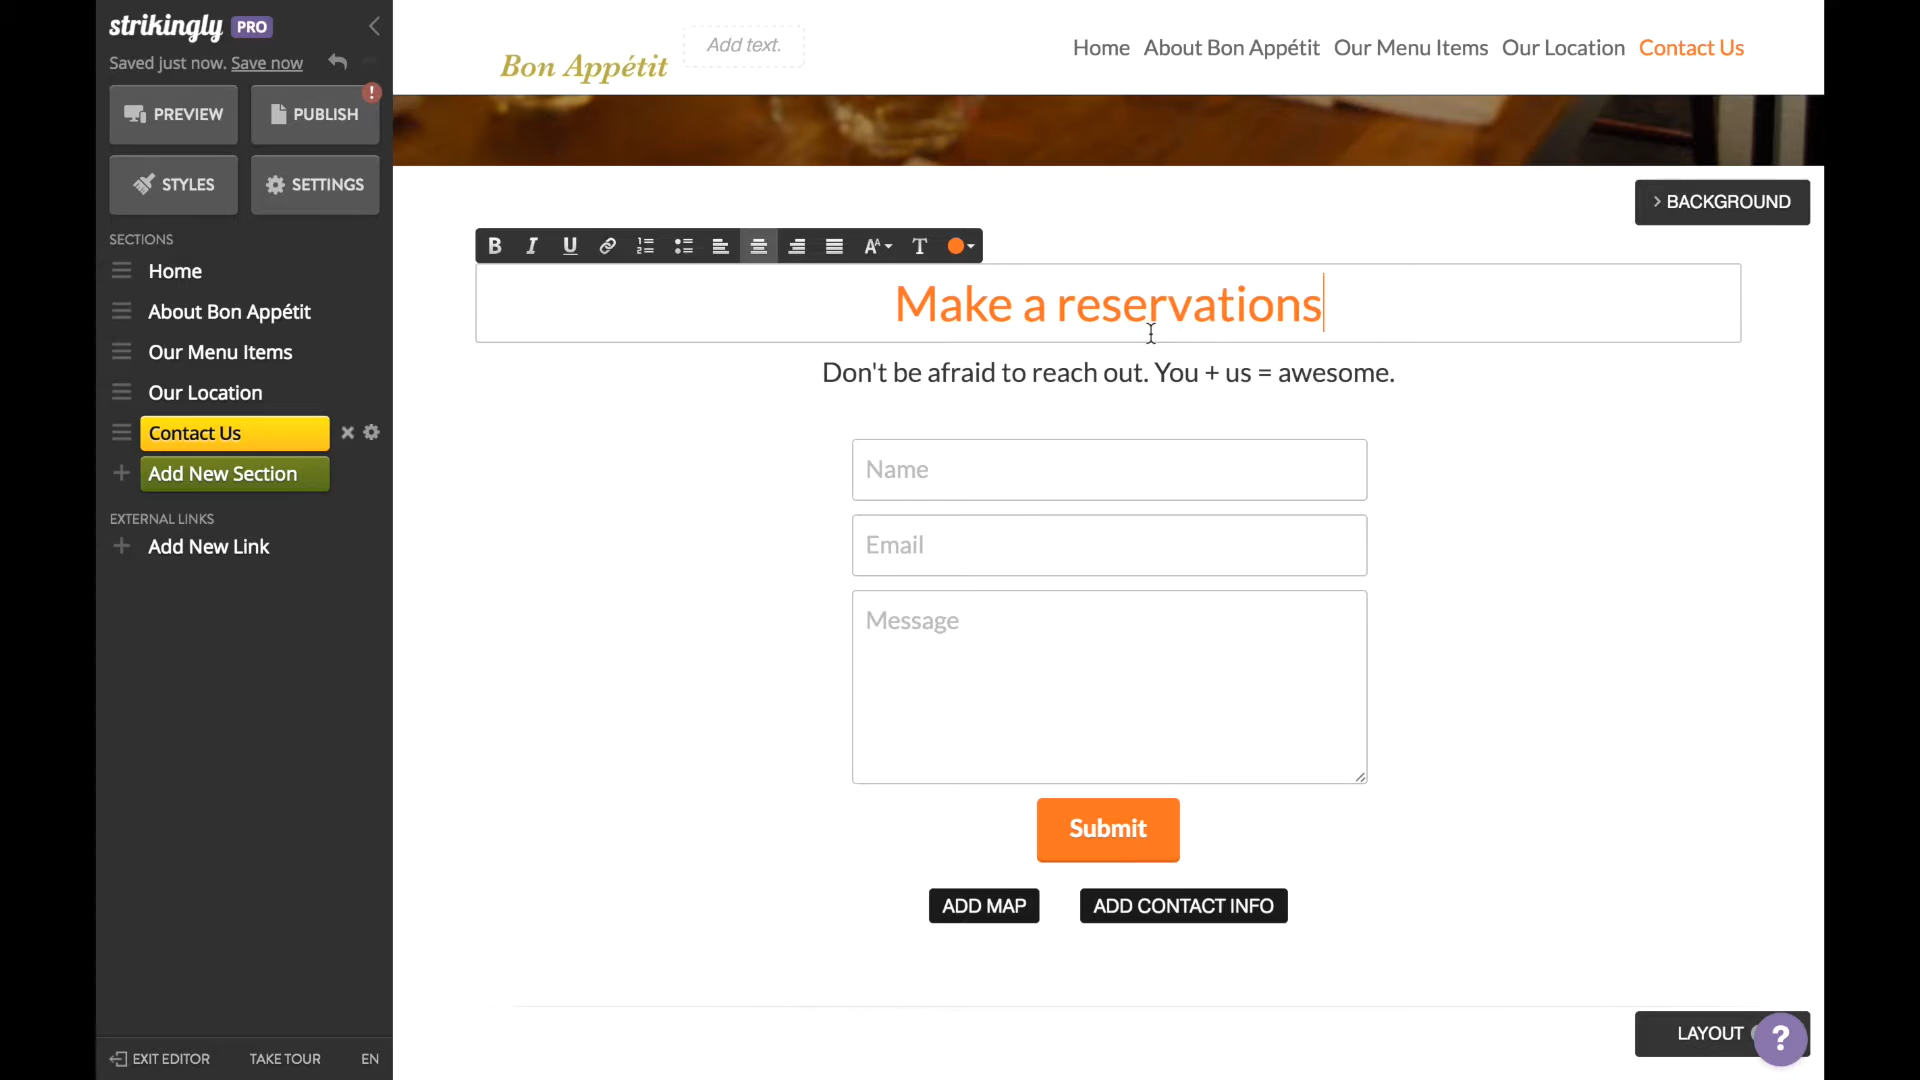 strikingly PRO
Saved just now. Save now
PREVIEW
PUBLISH
!
STYLES
SETTINGS
SECTIONS
Home
About Bon Appétit
Our Menu Items
Our Location
Contact Us
Add New Section
EXTERNAL LINKS
Add New Link
EXIT EDITOR
TAKE TOUR
EN
Bon Appétit
Add text.
Home About Bon Appétit Our Menu Items Our Location Contact Us
BACKGROUND
B I U
Make a reservations
Don't be afraid to reach out. You + us = awesome.
Name
Email
Message
Submit
ADD MAP
ADD CONTACT INFO
LAYOUT
?